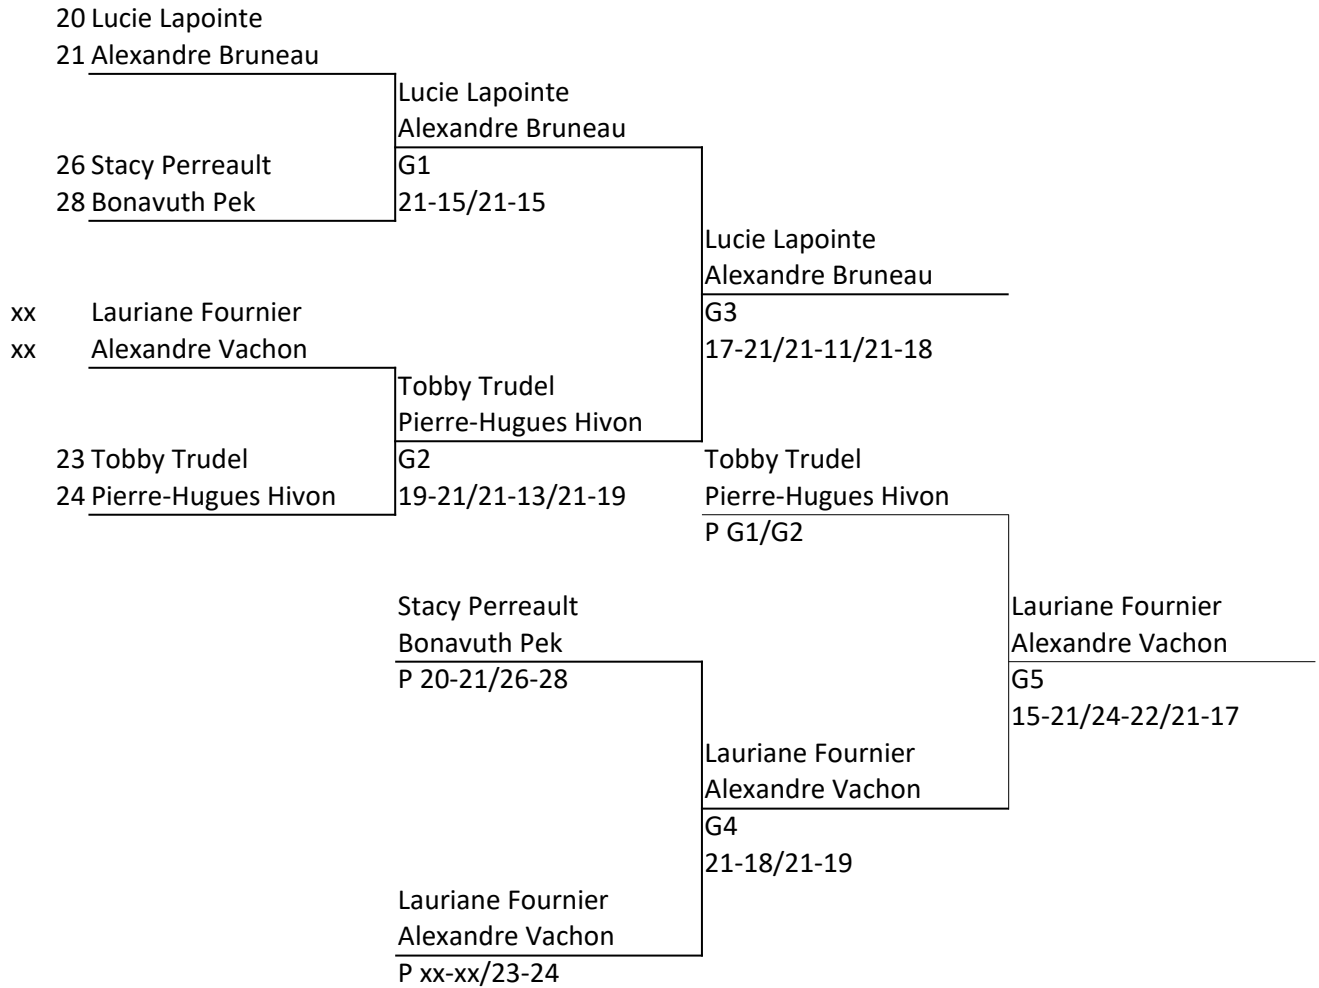 20 Lucie Lapointe
21 Alexandre Bruneau
Lucie Lapointe
Alexandre Bruneau
26 Stacy Perreault
G1
28 Bonavuth Pek
21-15/21-15
Lucie Lapointe
Alexandre Bruneau
xx Lauriane Fournier
G3
xx Alexandre Vachon
17-21/21-11/21-18
Tobby Trudel
Pierre-Hugues Hivon
23 Tobby Trudel
G2
Tobby Trudel
24 Pierre-Hugues Hivon
19-21/21-13/21-19
Pierre-Hugues Hivon
P G1/G2
Stacy Perreault
Lauriane Fournier
Bonavuth Pek
Alexandre Vachon
P 20-21/26-28
G5
15-21/24-22/21-17
Lauriane Fournier
Alexandre Vachon
G4
21-18/21-19
Lauriane Fournier
Alexandre Vachon
P xx-xx/23-24